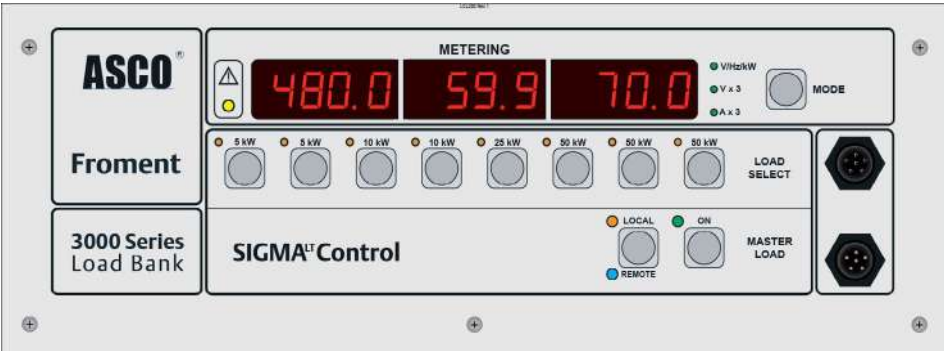 ASCO®
METERING
480.0 59.9 70.0
V/Hz/kW
V x 3
A x 3
MODE
Froment
5 kW 5 kW 10 kW 10 kW 25 kW 50 kW 50 kW 50 kW
LOAD
SELECT
3000 Series
Load Bank
SIGMA LT Control
LOCAL
ON
REMOTE
MASTER
LOAD